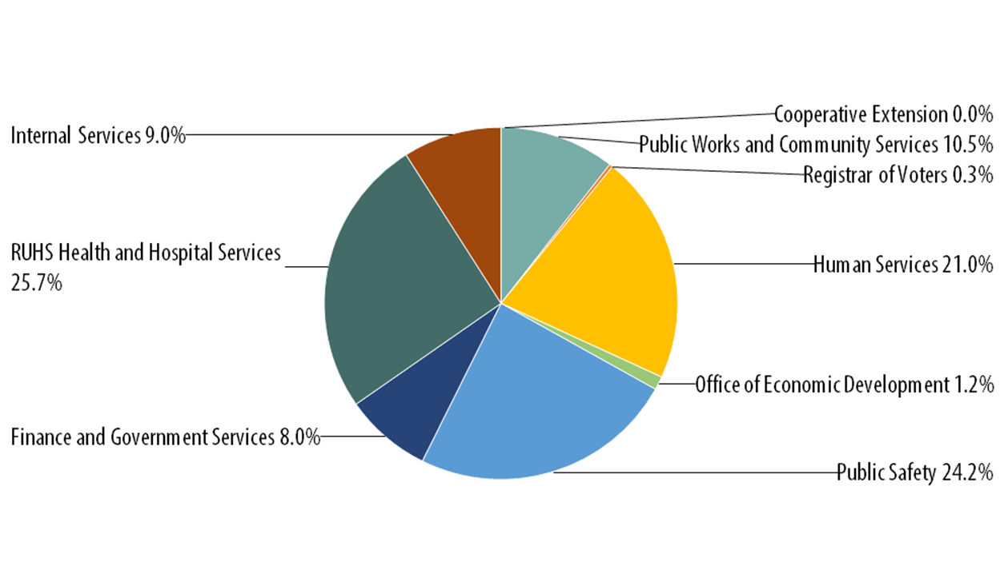 Cooperative Extension 0.0%
Internal Services 9.0%
Public Works and Community Services 10.5%
Registrar of Voters 0.3%
RUHS Health and Hospital Services
25.7%
Human Services 21.0%
Office of Economic Development 1.2%
Finance and Government Services 8.0%
Public Safety 24.2%